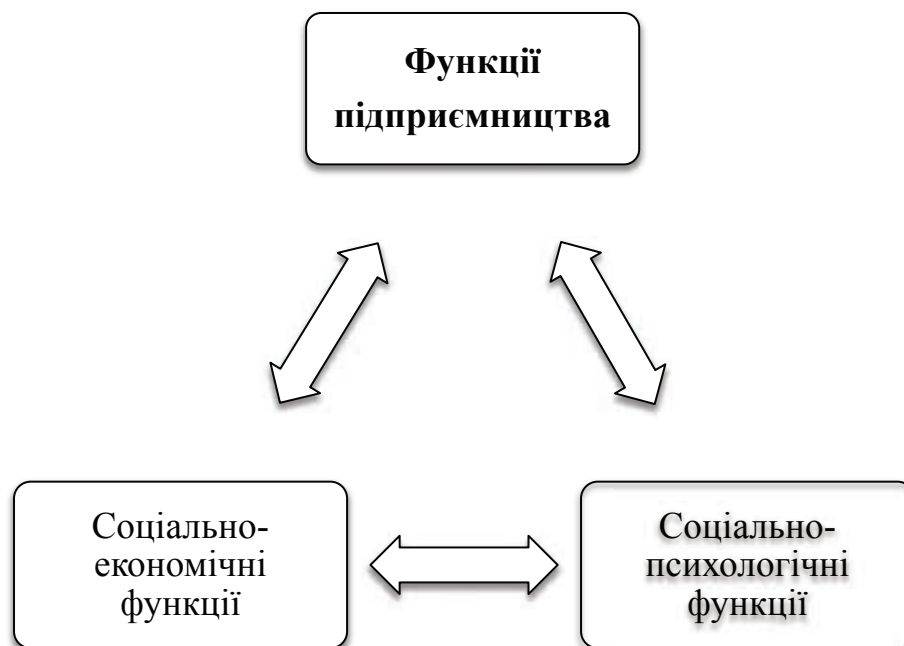 Функції
підприємництва
Соціально-
економічні
функції
Соціально-
психологічні
функції